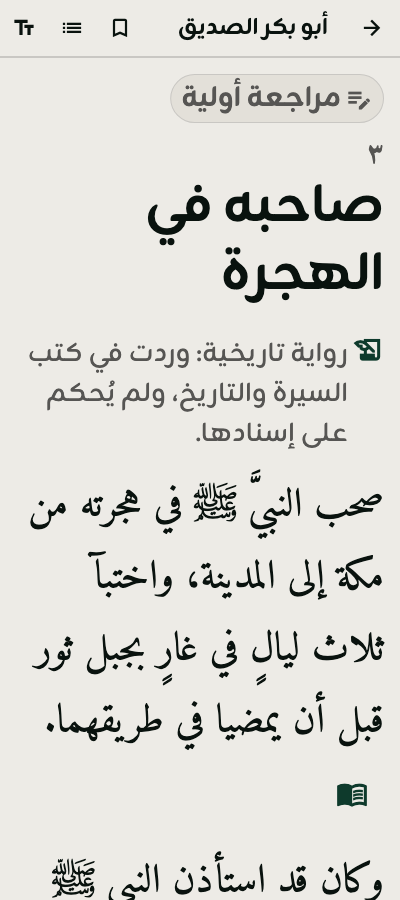 أبو بكر الصديق
مراجعة أولية
٣
صاحبه في
الهجرة
رواية تاريخية: وردت في كتب
السيرة والتاريخ، ولم يُحكم
على إسنادها.
صحب النبيَّ ﷺ في هجرته من
مكة إلى المدينة، واختبآ
ثلاث ليالٍ في غارٍ بجبل ثور
قبل أن يمضيا في طريقهما.
وكان قد استأذن النبي ﷺ